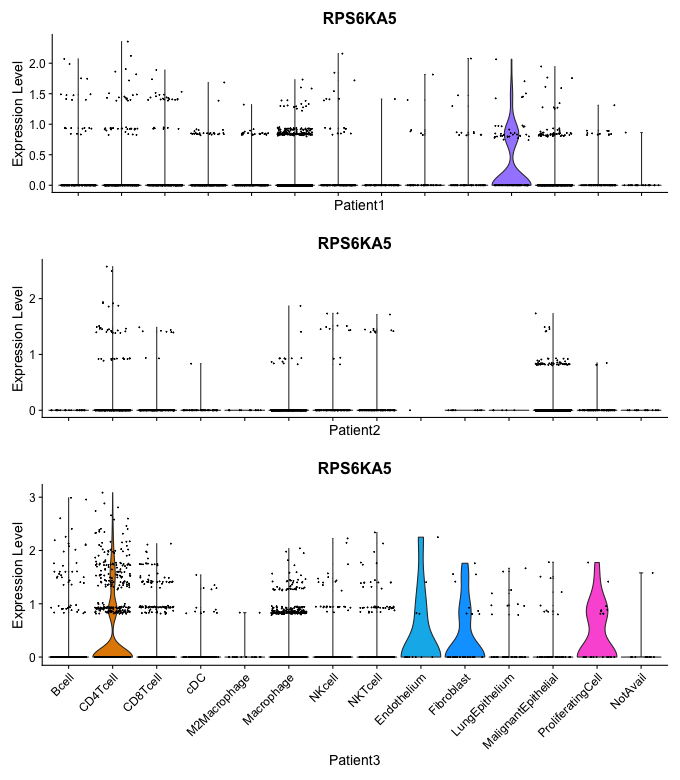 RPS6KA5
Expression Level
2.0
1.5
1.0
0.5
0.0
Patient1
RPS6KA5
Expression Level
2
1
0
Patient2
RPS6KA5
Expression Level
3
2
1
0
Bcell
CD4Tcell
CD8Tcell
cDC
M2Macrophage
Macrophage
NKcell
NKTcell
Endothelium
Fibroblast
LungEpithelium
MalignantEpithelial
ProliferatingCell
NotAvail
Patient3